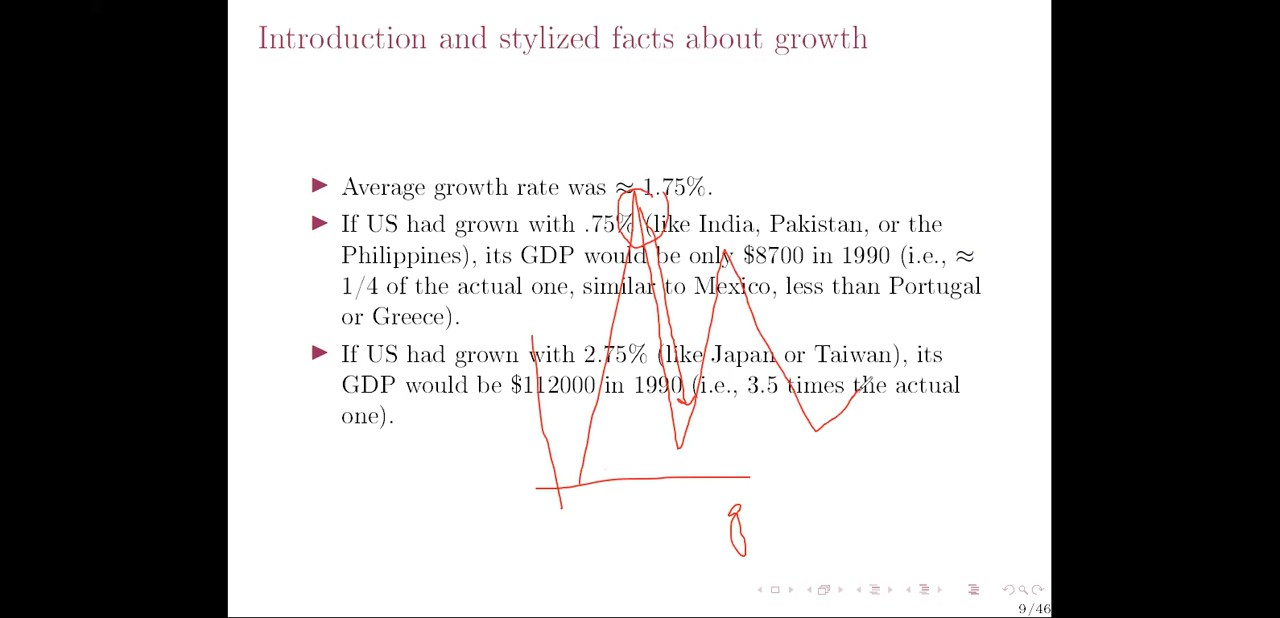 Introduction and stylized facts about growth
Average growth rate was ≈ 1.75%.
If US had grown with .75% (like India, Pakistan, or the
Philippines), its GDP would be only $8700 in 1990 (i.e., ≈
1/4 of the actual one, similar to Mexico, less than Portugal
or Greece).
If US had grown with 2.75% (like Japan or Taiwan), its
GDP would be $112000 in 1990 (i.e., 3.5 times the actual
one).
9/46